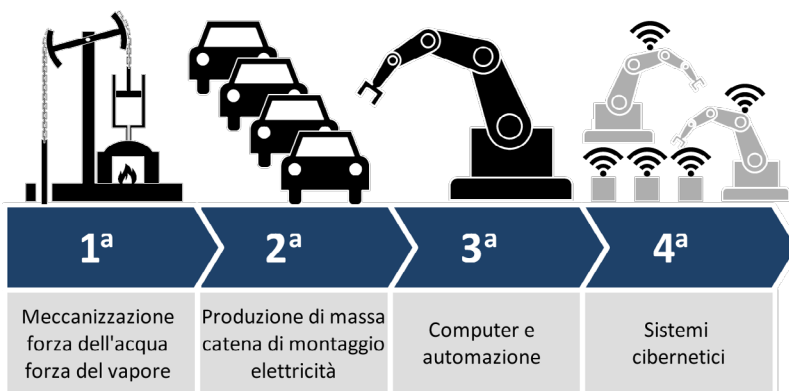 1ª
2ª
3ª
4ª
Meccanizzazione
forza dell'acqua
forza del vapore
Produzione di massa
catena di montaggio
elettricità
Computer e
automazione
Sistemi
cibernetici